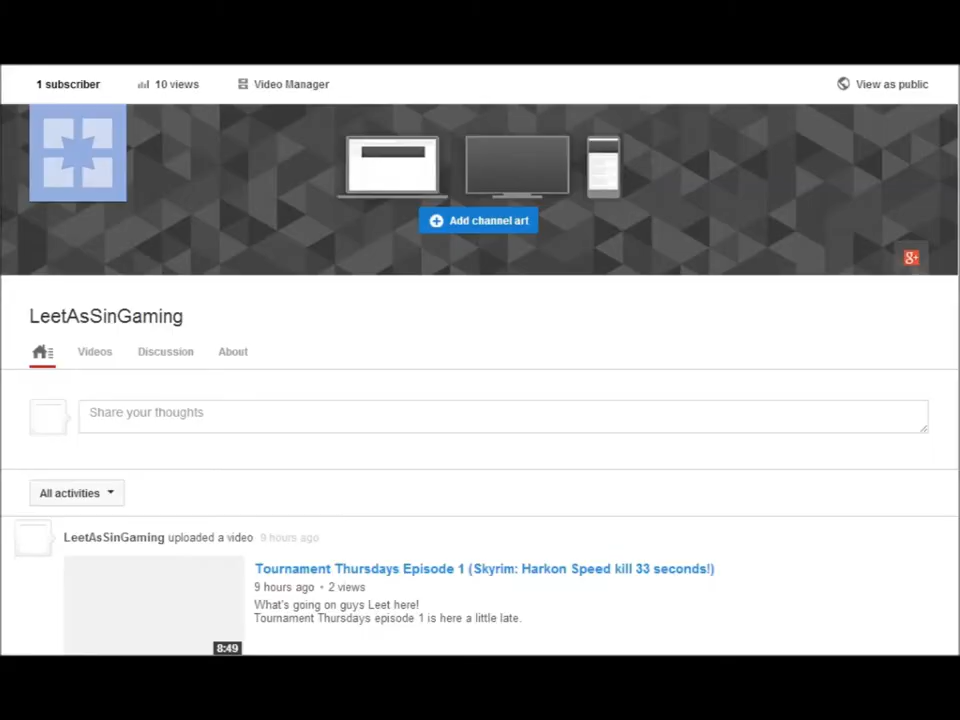 1 subscriber 10 views Video Manager View as public
Add channel art
g+
LeetAsSinGaming
Videos Discussion About
Share your thoughts
All activities
LeetAsSinGaming uploaded a video 9 hours ago
Tournament Thursdays Episode 1 (Skyrim: Harkon Speed kill 33 seconds!)
9 hours ago • 2 views
What's going on guys Leet here!
Tournament Thursdays episode 1 is here a little late.
8:49